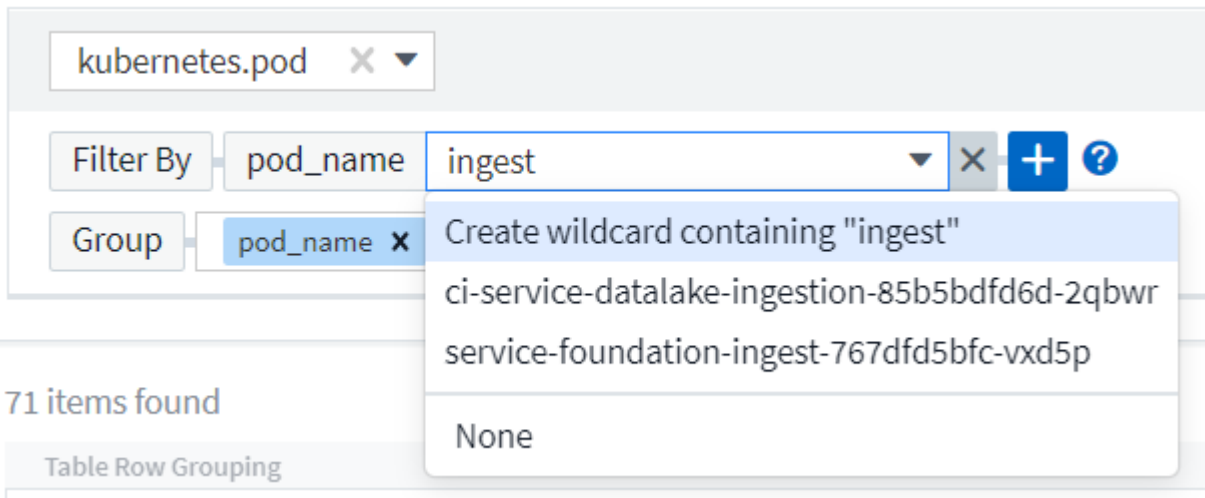 kubernetes.pod
Filter By pod_name ingest
Group pod_name
Create wildcard containing "ingest"
ci-service-datalake-ingestion-85b5bdfd6d-2qbwr
service-foundation-ingest-767dfd5bfc-vxd5p
None
71 items found
Table Row Grouping